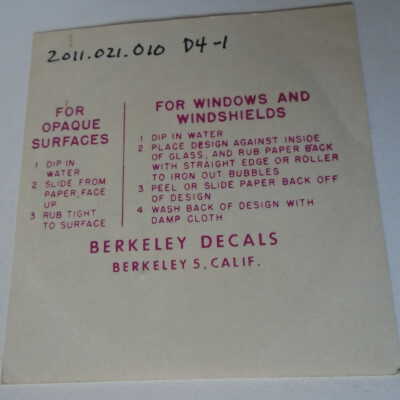 2011.021.010 D4-1
FOR
OPAQUE
SURFACES
1 DIP IN
WATER
2 SLIDE FROM
PAPER, FACE
UP
3 RUB TIGHT
TO SURFACE
FOR WINDOWS AND
WINDSHIELDS
1 DIP IN WATER
2 PLACE DESIGN AGAINST INSIDE
OF GLASS, AND RUB PAPER BACK
WITH STRAIGHT EDGE OR ROLLER
TO IRON OUT BUBBLES
3 PEEL OR SLIDE PAPER BACK OFF
OF DESIGN
4 WASH BACK OF DESIGN WITH
DAMP CLOTH
BERKELEY DECALS
BERKELEY 5, CALIF.